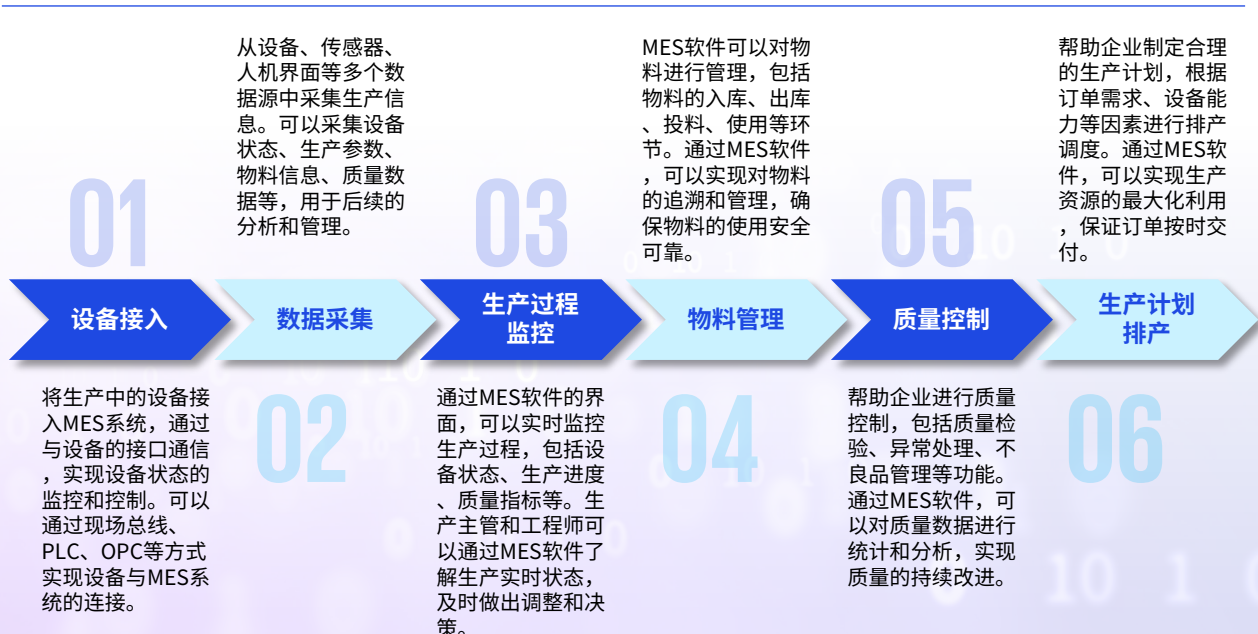 01
设备接入
将生产中的设备接
入MES系统，通过
与设备的接口通信
，实现设备状态的
监控和控制。可以
通过现场总线、
PLC、OPC等方式
实现设备与MES系
统的连接。
从设备、传感器、
人机界面等多个数
据源中采集生产信
息。可以采集设备
状态、生产参数、
物料信息、质量数
据等，用于后续的
分析和管理。
数据采集
02
03
生产过程
监控
通过MES软件的界
面，可以实时监控
生产过程，包括设
备状态、生产进度
、质量指标等。生
产主管和工程师可
以通过MES软件了
解生产实时状态，
及时做出调整和决
策。
MES软件可以对物
料进行管理，包括
物料的入库、出库
、投料、使用等环
节。通过MES软件
，可以实现对物料
的追溯和管理，确
保物料的使用安全
可靠。
物料管理
04
05
质量控制
帮助企业进行质量
控制，包括质量检
验、异常处理、不
良品管理等功能。
通过MES软件，可
以对质量数据进行
统计和分析，实现
质量的持续改进。
帮助企业制定合理
的生产计划，根据
订单需求、设备能
力等因素进行排产
调度。通过MES软
件，可以实现生产
资源的最大化利用
，保证订单按时交
付。
生产计划
排产
06